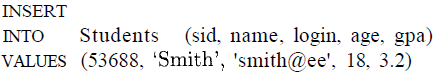 INSERT
INTO Students (sid, name, login, age, gpa)
VALUES (53688, ‘Smith’, 'smith@ee', 18, 3.2)